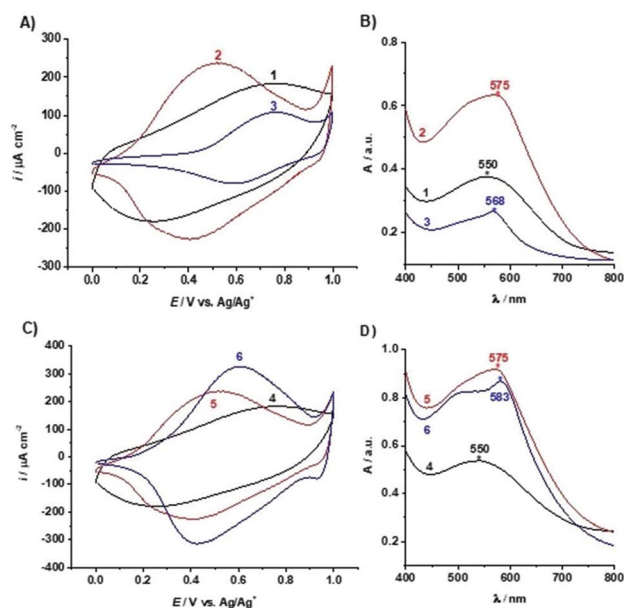 A)
300
200
100
0
-100
-200
-300
i / µA cm⁻²
2
1
3
0.0 0.2 0.4 0.6 0.8 1.0
E / V vs. Ag/Ag⁺
B)
0.8
0.6
0.4
0.2
A / a.u.
575
2
550
1
568
3
400 500 600 700 800
λ / nm
C)
400
300
200
100
0
-100
-200
-300
-400
i / µA cm⁻²
6
5
4
0.0 0.2 0.4 0.6 0.8 1.0
E / V vs. Ag/Ag⁺
D)
1.0
0.8
0.6
0.4
0.2
A / a.u.
575
5
583
6
550
4
400 500 600 700 800
λ / nm